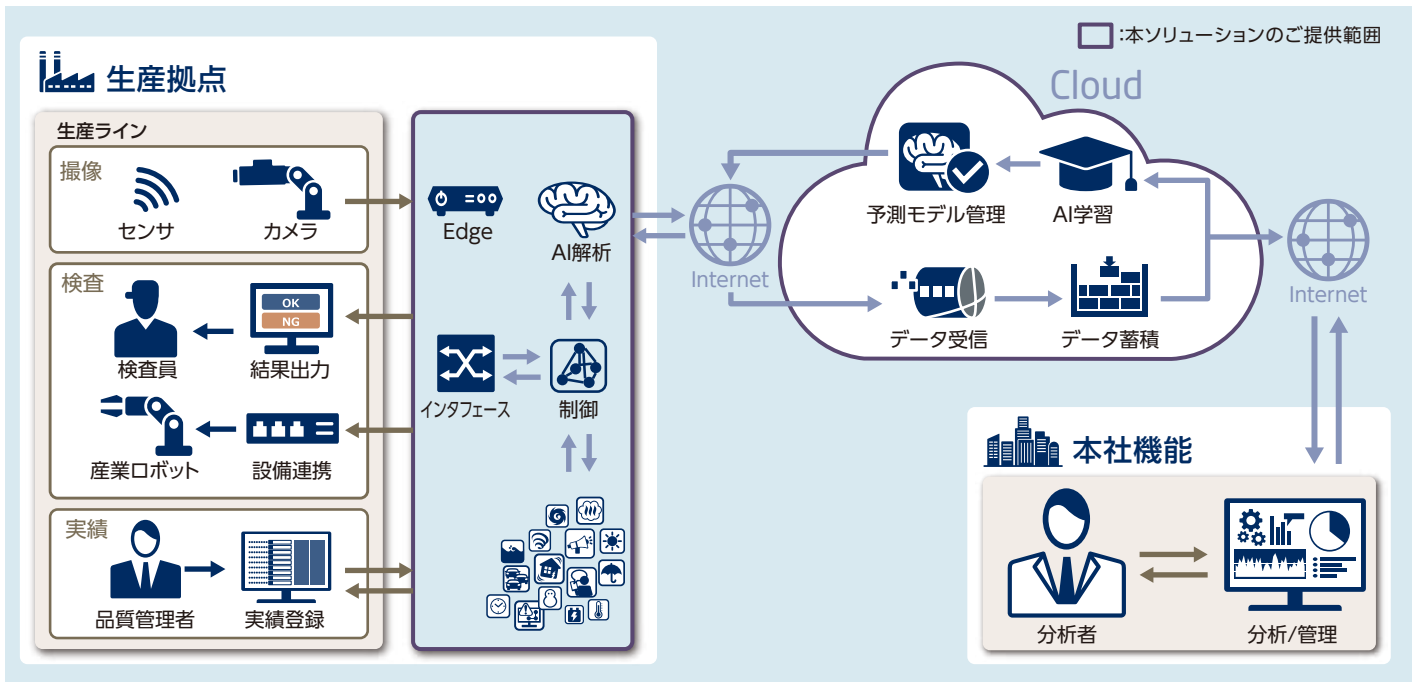 :本ソリューションのご提供範囲
生産拠点
生産ライン
撮像
センサ
カメラ
検査
OK
NG
検査員
結果出力
産業ロボット
設備連携
実績
品質管理者
実績登録
Edge
AI解析
インタフェース
制御
Internet
Cloud
予測モデル管理
AI学習
データ受信
データ蓄積
Internet
本社機能
分析者
分析/管理